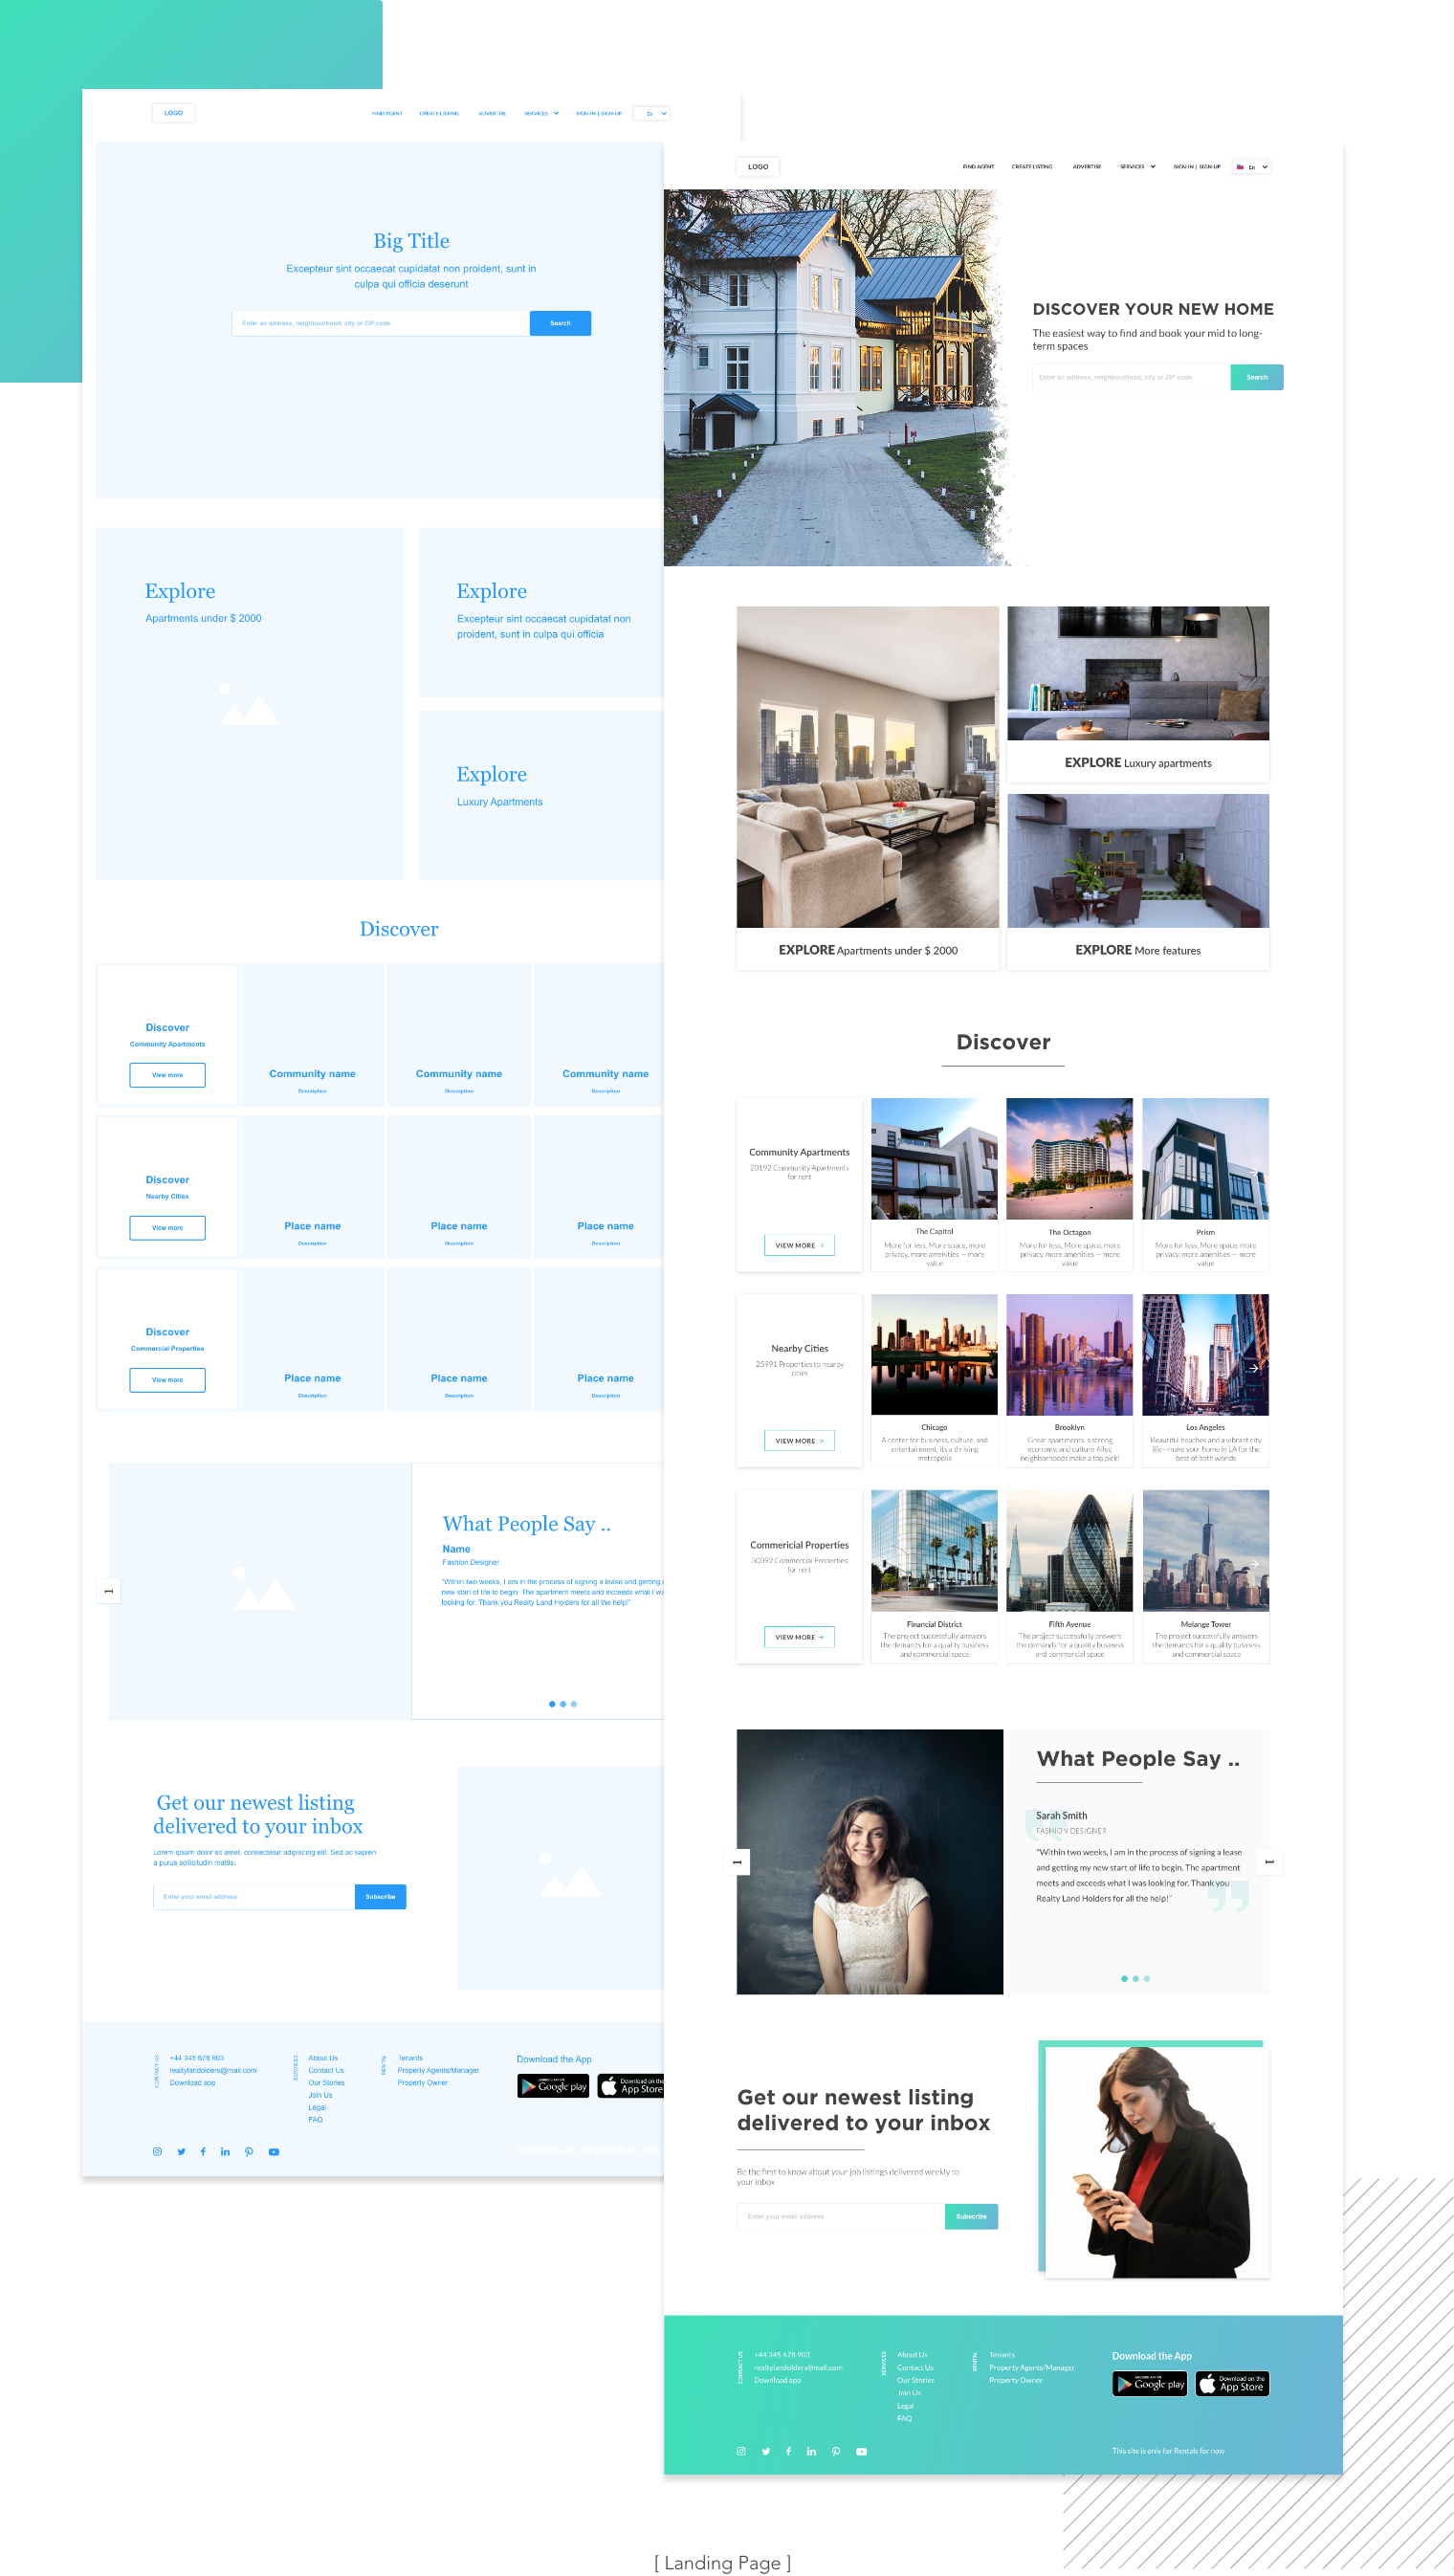 LOGO
FIND AGENT
CREATE LISTING
ADVERTISE
SERVICES
SIGN IN | SIGN UP
En
Big Title
Excepteur sint occaecat cupidatat non proident, sunt in
culpa qui officia deserunt
Enter an address, neighbourhood, city or ZIP code
Search
Explore
Apartments under $ 2000
Explore
Excepteur sint occaecat cupidatat non
proident, sunt in culpa qui officia
Explore
Luxury Apartments
Discover
Discover
Community Apartments
View more
Community name
Description
Community name
Description
Community name
Description
Discover
Nearby Cities
View more
Place name
Description
Place name
Description
Place name
Description
Discover
Commercial Properties
View more
Place name
Description
Place name
Description
Place name
Description
What People Say ..
Name
Fashion Designer
"Within two weeks, I am in the process of signing a lease and getting
new start of life to begin. The apartment meets and exceeds what I wa
looking for. Thank you Realty Land Holders for all the help!"
Get our newest listing
delivered to your inbox
Lorem ipsum dolor sit amet, consectetur adipiscing elit. Sed ac sapien
a purus sollicitudin mattis.
Enter your email address
Subscribe
CONTACT US
+44 345 678 903
realtylandolders@mail.com
Download app
SERVICES
About Us
Contact Us
Our Stories
Join Us
Legal
FAQ
RENTAL
Tenants
Property Agents/Manager
Property Owner
Download the App
Google play
Download on the
App Store
LOGO
FIND AGENT
CREATE LISTING
ADVERTISE
SERVICES
SIGN IN | SIGN-UP
En
DISCOVER YOUR NEW HOME
The easiest way to find and book your mid to long-
term spaces
Enter an address, neighbourhood, city or ZIP code
Search
EXPLORE Luxury apartments
EXPLORE Apartments under $ 2000
EXPLORE More features
Discover
Community Apartments
20192 Community Apartments
for rent
VIEW MORE →
The Capitol
More for less, More space, more
privacy, more amenities — more
value
The Octagon
More for less, More space, more
privacy, more amenities — more
value
Prism
More for less, More space, more
privacy, more amenities — more
value
Nearby Cities
25991 Properties to nearby
cities
VIEW MORE →
Chicago
A center for business, culture, and
entertainment, its a thriving
metropolis
Brooklyn
Great apartments, a strong
economy, and culture-filled
neighborhoods make a top pick!
Los Angeles
Beautiful beaches and a vibrant city
life—make your home in LA for the
best of both worlds
Commericial Properties
30092 Commercial Properties
for rent
VIEW MORE →
Financial District
The project successfully answers
the demands for a quality business
and commercial space
Fifth Avenue
The project successfully answers
the demands for a quality business
and commercial space
Melange Tower
The project successfully answers
the demands for a quality business
and commercial space
What People Say ..
Sarah Smith
FASHION DESIGNER
"Within two weeks, I am in the process of signing a lease
and getting my new start of life to begin. The apartment
meets and exceeds what I was looking for. Thank you
Realty Land Holders for all the help!"
Get our newest listing
delivered to your inbox
Be the first to know about your job listings delivered weekly to
your inbox
Enter your email address
Subscribe
CONTACT US
+44 345 678 903
realtylandolders@mail.com
Download app
SERVICES
About Us
Contact Us
Our Stories
Join Us
Legal
FAQ
RENTAL
Tenants
Property Agents/Manager
Property Owner
Download the App
Google play
Download on the
App Store
This site is only for Rentals for now
[ Landing Page ]